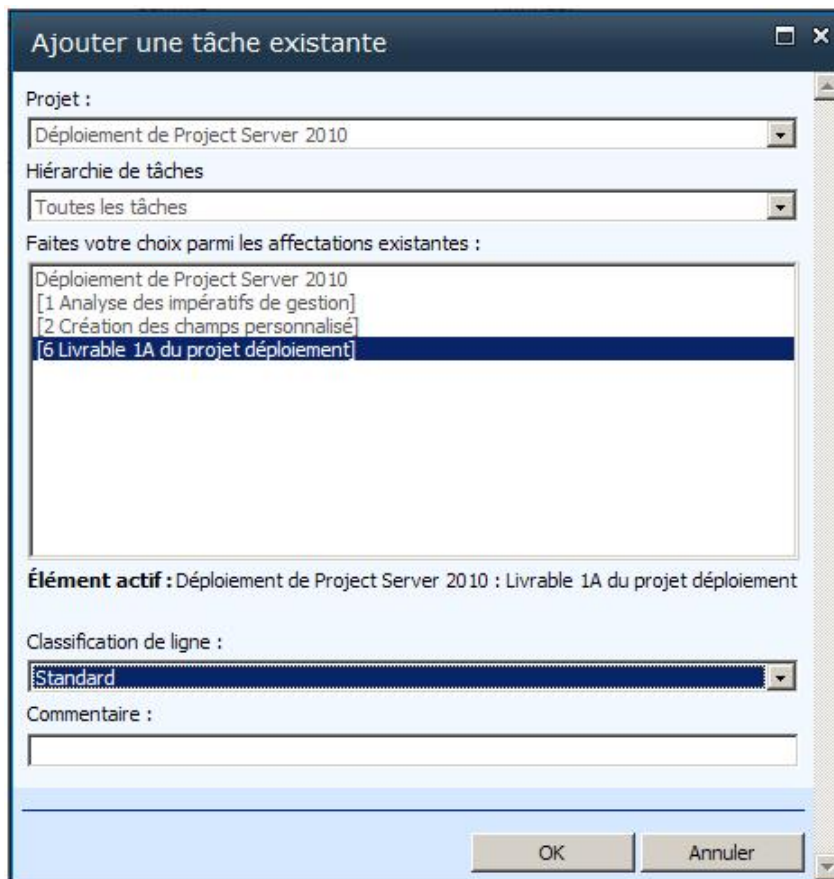 Ajouter une tâche existante
Projet :
Déploiement de Project Server 2010
Hiérarchie de tâches
Toutes les tâches
Faites votre choix parmi les affectations existantes :
Déploiement de Project Server 2010
[1 Analyse des impératifs de gestion]
[2 Création des champs personnalisé]
[6 Livrable 1A du projet déploiement]
Élément actif : Déploiement de Project Server 2010 : Livrable 1A du projet déploiement
Classification de ligne :
Standard
Commentaire :
OK
Annuler